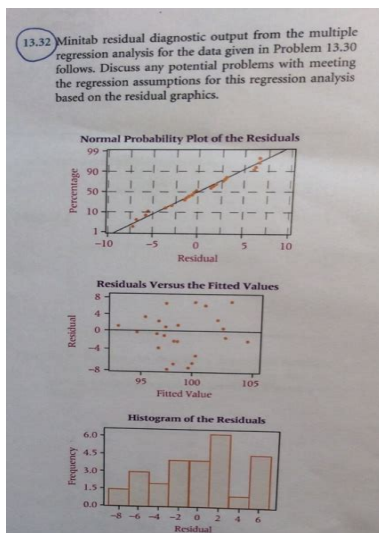 13.32 Minitab residual diagnostic output from the multiple
regression analysis for the data given in Problem 13.30
follows. Discuss any potential problems with meeting
the regression assumptions for this regression analysis
based on the residual graphics.
Normal Probability Plot of the Residuals
Percentage
99
90
50
10
1
-10 -5 0 5 10
Residual
Residuals Versus the Fitted Values
Residual
8
4
0
-4
-8
95 100 105
Fitted Value
Histogram of the Residuals
Frequency
6.0
4.5
3.0
1.5
0.0
-8 -6 -4 -2 0 2 4 6
Residual